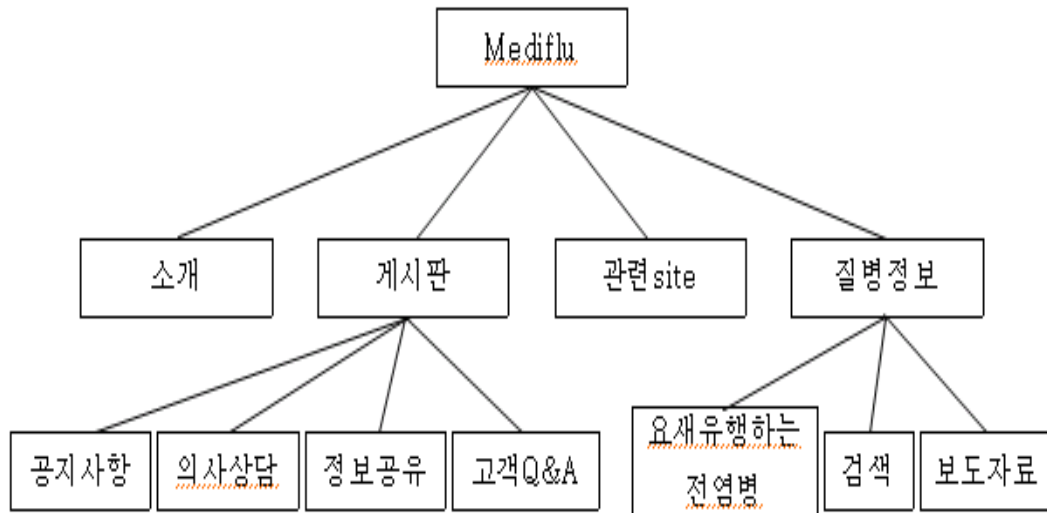 Mediflu
소개
게시판
관련site
질병정보
공지사항
의사상담
정보공유
고객Q&A
요새유행하는
전염병
검색
보도자료